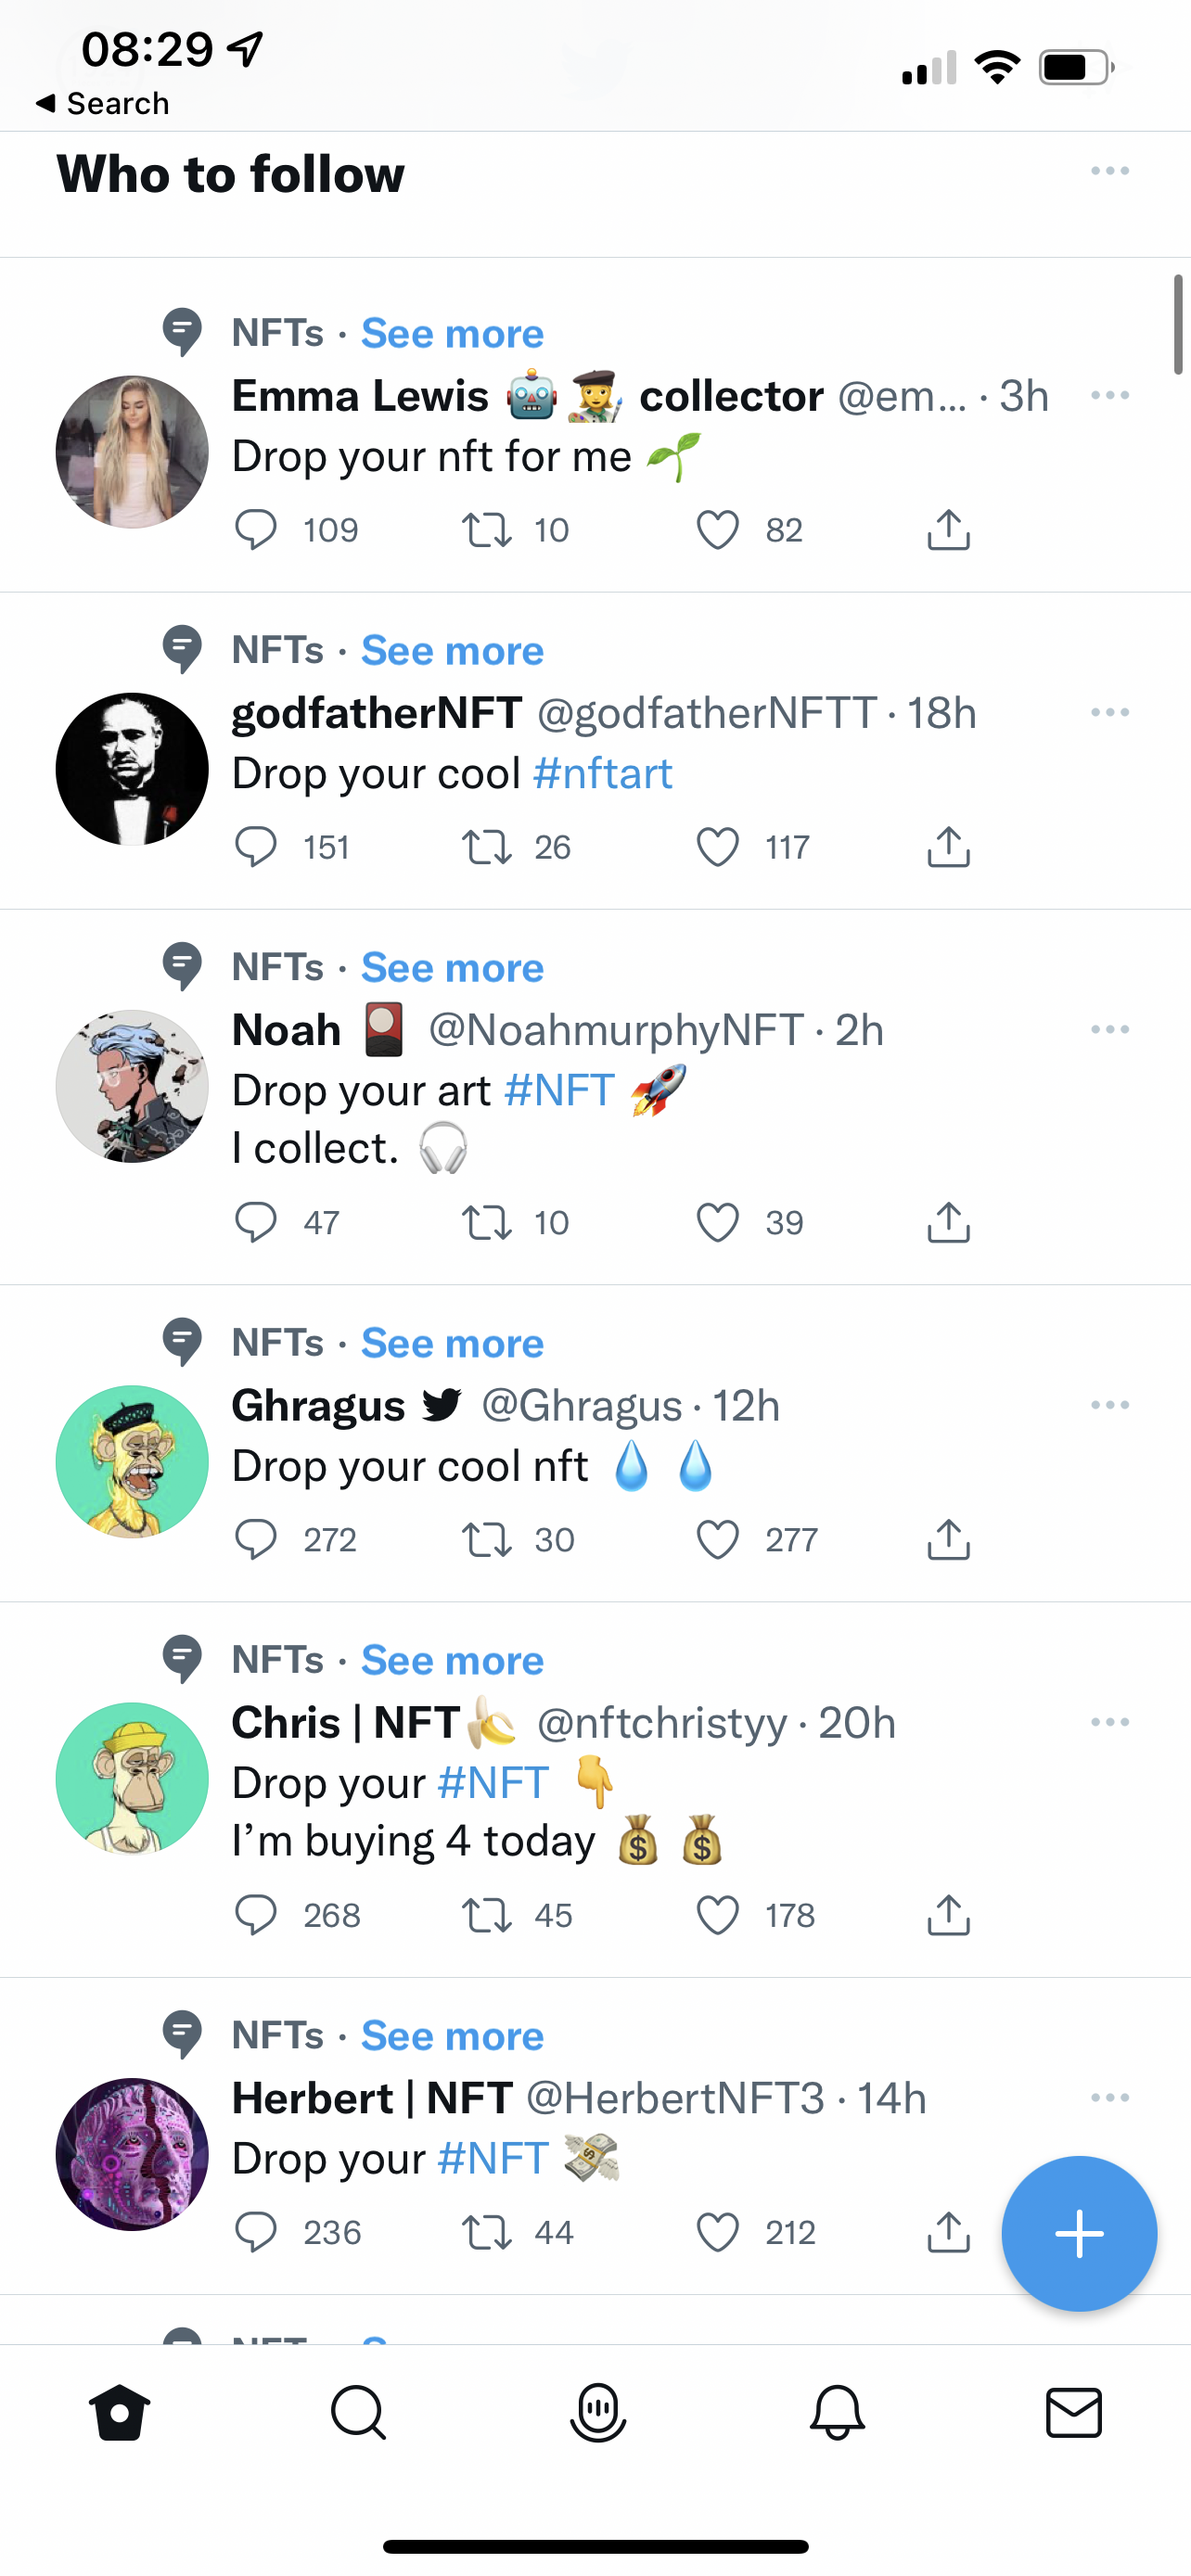 08:29
◀ Search
Who to follow
NFTs · See more
Emma Lewis 🤖 🧑‍🎨 collector @em... · 3h
Drop your nft for me 🌱
109 10 82
NFTs · See more
godfatherNFT @godfatherNFTT · 18h
Drop your cool #nftart
151 26 117
NFTs · See more
Noah 🎴 @NoahmurphyNFT · 2h
Drop your art #NFT 🚀
I collect. 🎧
47 10 39
NFTs · See more
Ghragus @Ghragus · 12h
Drop your cool nft 💧 💧
272 30 277
NFTs · See more
Chris | NFT🍌 @nftchristyy · 20h
Drop your #NFT 👇
I’m buying 4 today 💰 💰
268 45 178
NFTs · See more
Herbert | NFT @HerbertNFT3 · 14h
Drop your #NFT 💸
236 44 212